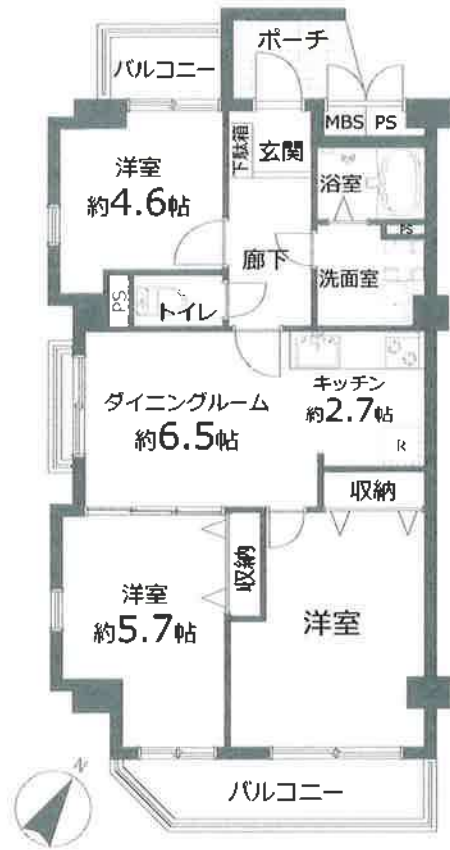 ポーチ
バルコニー
MBS PS
洋室
約4.6帖
下駄箱
玄関
浴室
PS
廊下
洗面室
PS
トイレ
ダイニングルーム
約6.5帖
キッチン
約2.7帖
R
収納
洋室
約5.7帖
収納
洋室
バルコニー
N